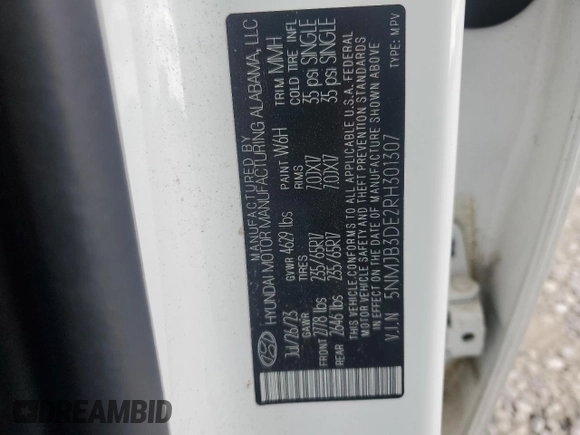 MANUFACTURED BY
HYUNDAI MOTOR MANUFACTURING ALABAMA, LLC
JUL/26/23 GVWR 4629 lbs PAINT W6H TRIM MMH
GAWR TIRES RIMS COLD TIRE INFL
FRONT 2778 lbs 235/65R17 7.0JX17 35 psi SINGLE
REAR 2646 lbs 235/65R17 7.0JX17 35 psi SINGLE
THIS VEHICLE CONFORMS TO ALL APPLICABLE U.S.A. FEDERAL
MOTOR VEHICLE SAFETY AND THEFT PREVENTION STANDARDS
IN EFFECT ON THE DATE OF MANUFACTURE SHOWN ABOVE
V.I.N 5NMJB3DE2RH301307 TYPE: MPV
DREAMBID